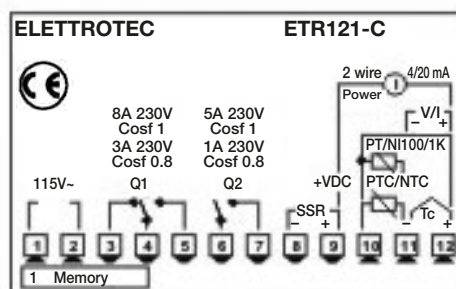 ELETTROTEC ETR121-C
CE
2 wire Power I 4/20 mA
V/I
- +
8A 230V
Cosf 1
3A 230V
Cosf 0.8
5A 230V
Cosf 1
1A 230V
Cosf 0.8
PT/NI100/1K
PTC/NTC
115V~ Q1 Q2 +VDC
SSR
- +
Tc
- +
1 2 3 4 5 6 7 8 9 10 11 12
1 Memory